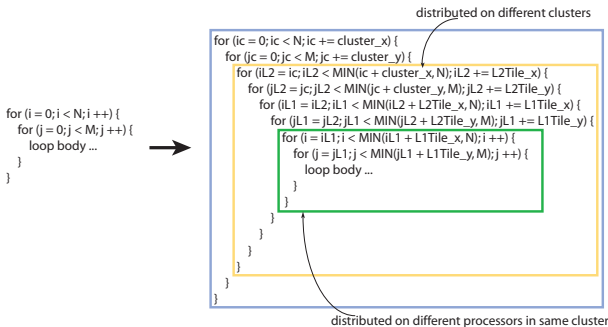 distributed on different clusters
for (i = 0; i < N; i ++) {
for (j = 0; j < M; j ++) {
loop body ...
}
}
for (ic = 0; ic < N; ic += cluster_x) {
for (jc = 0; jc < M; jc += cluster_y) {
for (iL2 = ic; iL2 < MIN(ic + cluster_x, N); iL2 += L2Tile_x) {
for (jL2 = jc; jL2 < MIN(jc + cluster_y, M); jL2 += L2Tile_y) {
for (iL1 = iL2; iL1 < MIN(iL2 + L2Tile_x, N); iL1 += L1Tile_x) {
for (jL1 = jL2; jL1 < MIN(jL2 + L2Tile_y, M); jL1 += L1Tile_y) {
for (i = iL1; i < MIN(iL1 + L1Tile_x, N); i ++) {
for (j = jL1; j < MIN(jL1 + L1Tile_y, M); j ++) {
loop body ...
}
}
}
}
}
}
}
}
distributed on different processors in same cluster